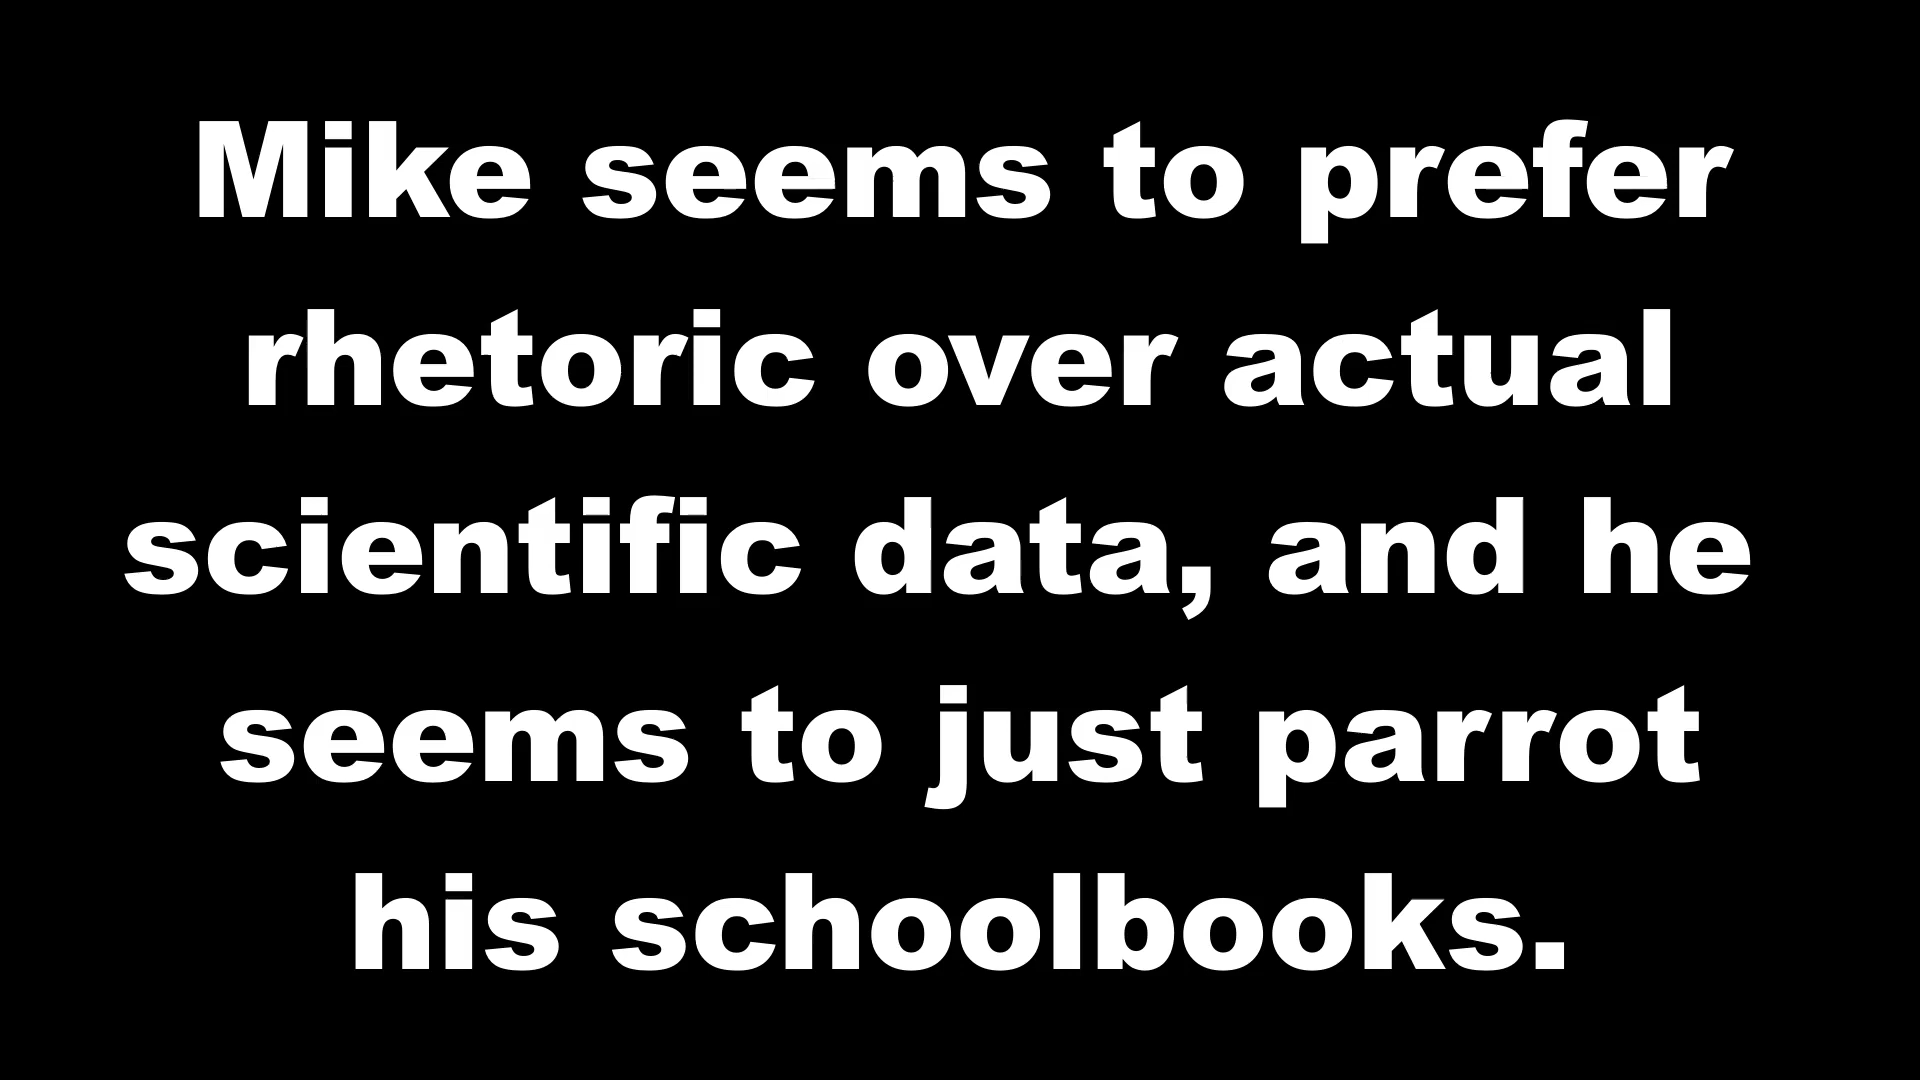 Mike seems to prefer
rhetoric over actual
scientific data, and he
seems to just parrot
his schoolbooks.